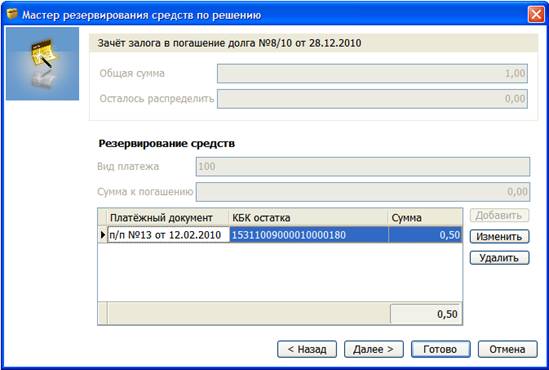 Мастер резервирования средств по решению
Зачёт залога в погашение долга №8/10 от 28.12.2010
Общая сумма 1,00
Осталось распределить 0,00
Резервирование средств
Вид платежа 100
Сумма к погашению 0,00
Платёжный документ КБК остатка Сумма
п/п №13 от 12.02.2010 15311009000010000180 0,50
0,50
Добавить
Изменить
Удалить
< Назад Далее > Готово Отмена